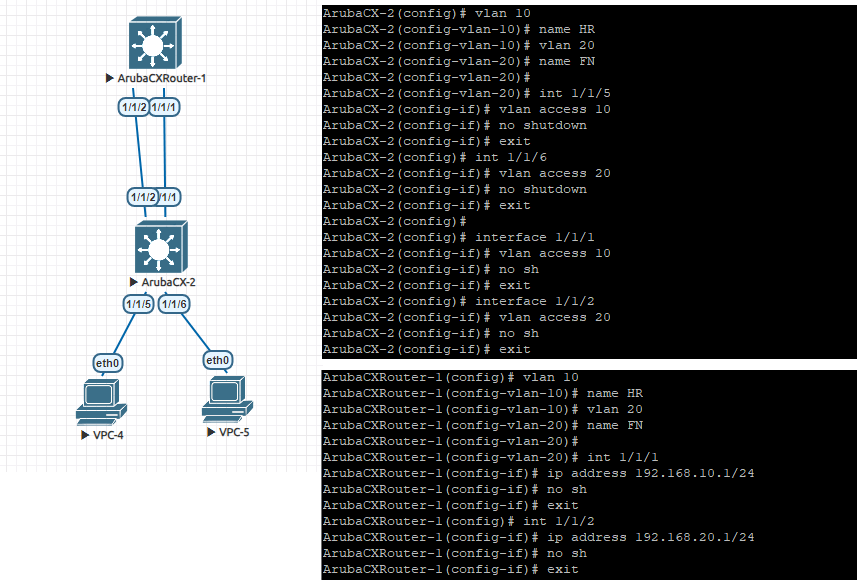 ArubaCXRouter-1
1/1/2 1/1/1
1/1/2 1/1/1
ArubaCX-2
1/1/5 1/1/6
eth0 eth0
VPC-4 VPC-5
ArubaCX-2(config)# vlan 10
ArubaCX-2(config-vlan-10)# name HR
ArubaCX-2(config-vlan-10)# vlan 20
ArubaCX-2(config-vlan-20)# name FN
ArubaCX-2(config-vlan-20)#
ArubaCX-2(config-vlan-20)# int 1/1/5
ArubaCX-2(config-if)# vlan access 10
ArubaCX-2(config-if)# no shutdown
ArubaCX-2(config-if)# exit
ArubaCX-2(config)# int 1/1/6
ArubaCX-2(config-if)# vlan access 20
ArubaCX-2(config-if)# no shutdown
ArubaCX-2(config-if)# exit
ArubaCX-2(config)#
ArubaCX-2(config)# interface 1/1/1
ArubaCX-2(config-if)# vlan access 10
ArubaCX-2(config-if)# no sh
ArubaCX-2(config-if)# exit
ArubaCX-2(config)# interface 1/1/2
ArubaCX-2(config-if)# vlan access 20
ArubaCX-2(config-if)# no sh
ArubaCX-2(config-if)# exit
ArubaCXRouter-1(config)# vlan 10
ArubaCXRouter-1(config-vlan-10)# name HR
ArubaCXRouter-1(config-vlan-10)# vlan 20
ArubaCXRouter-1(config-vlan-20)# name FN
ArubaCXRouter-1(config-vlan-20)#
ArubaCXRouter-1(config-vlan-20)# int 1/1/1
ArubaCXRouter-1(config-if)# ip address 192.168.10.1/24
ArubaCXRouter-1(config-if)# no sh
ArubaCXRouter-1(config-if)# exit
ArubaCXRouter-1(config)# int 1/1/2
ArubaCXRouter-1(config-if)# ip address 192.168.20.1/24
ArubaCXRouter-1(config-if)# no sh
ArubaCXRouter-1(config-if)# exit